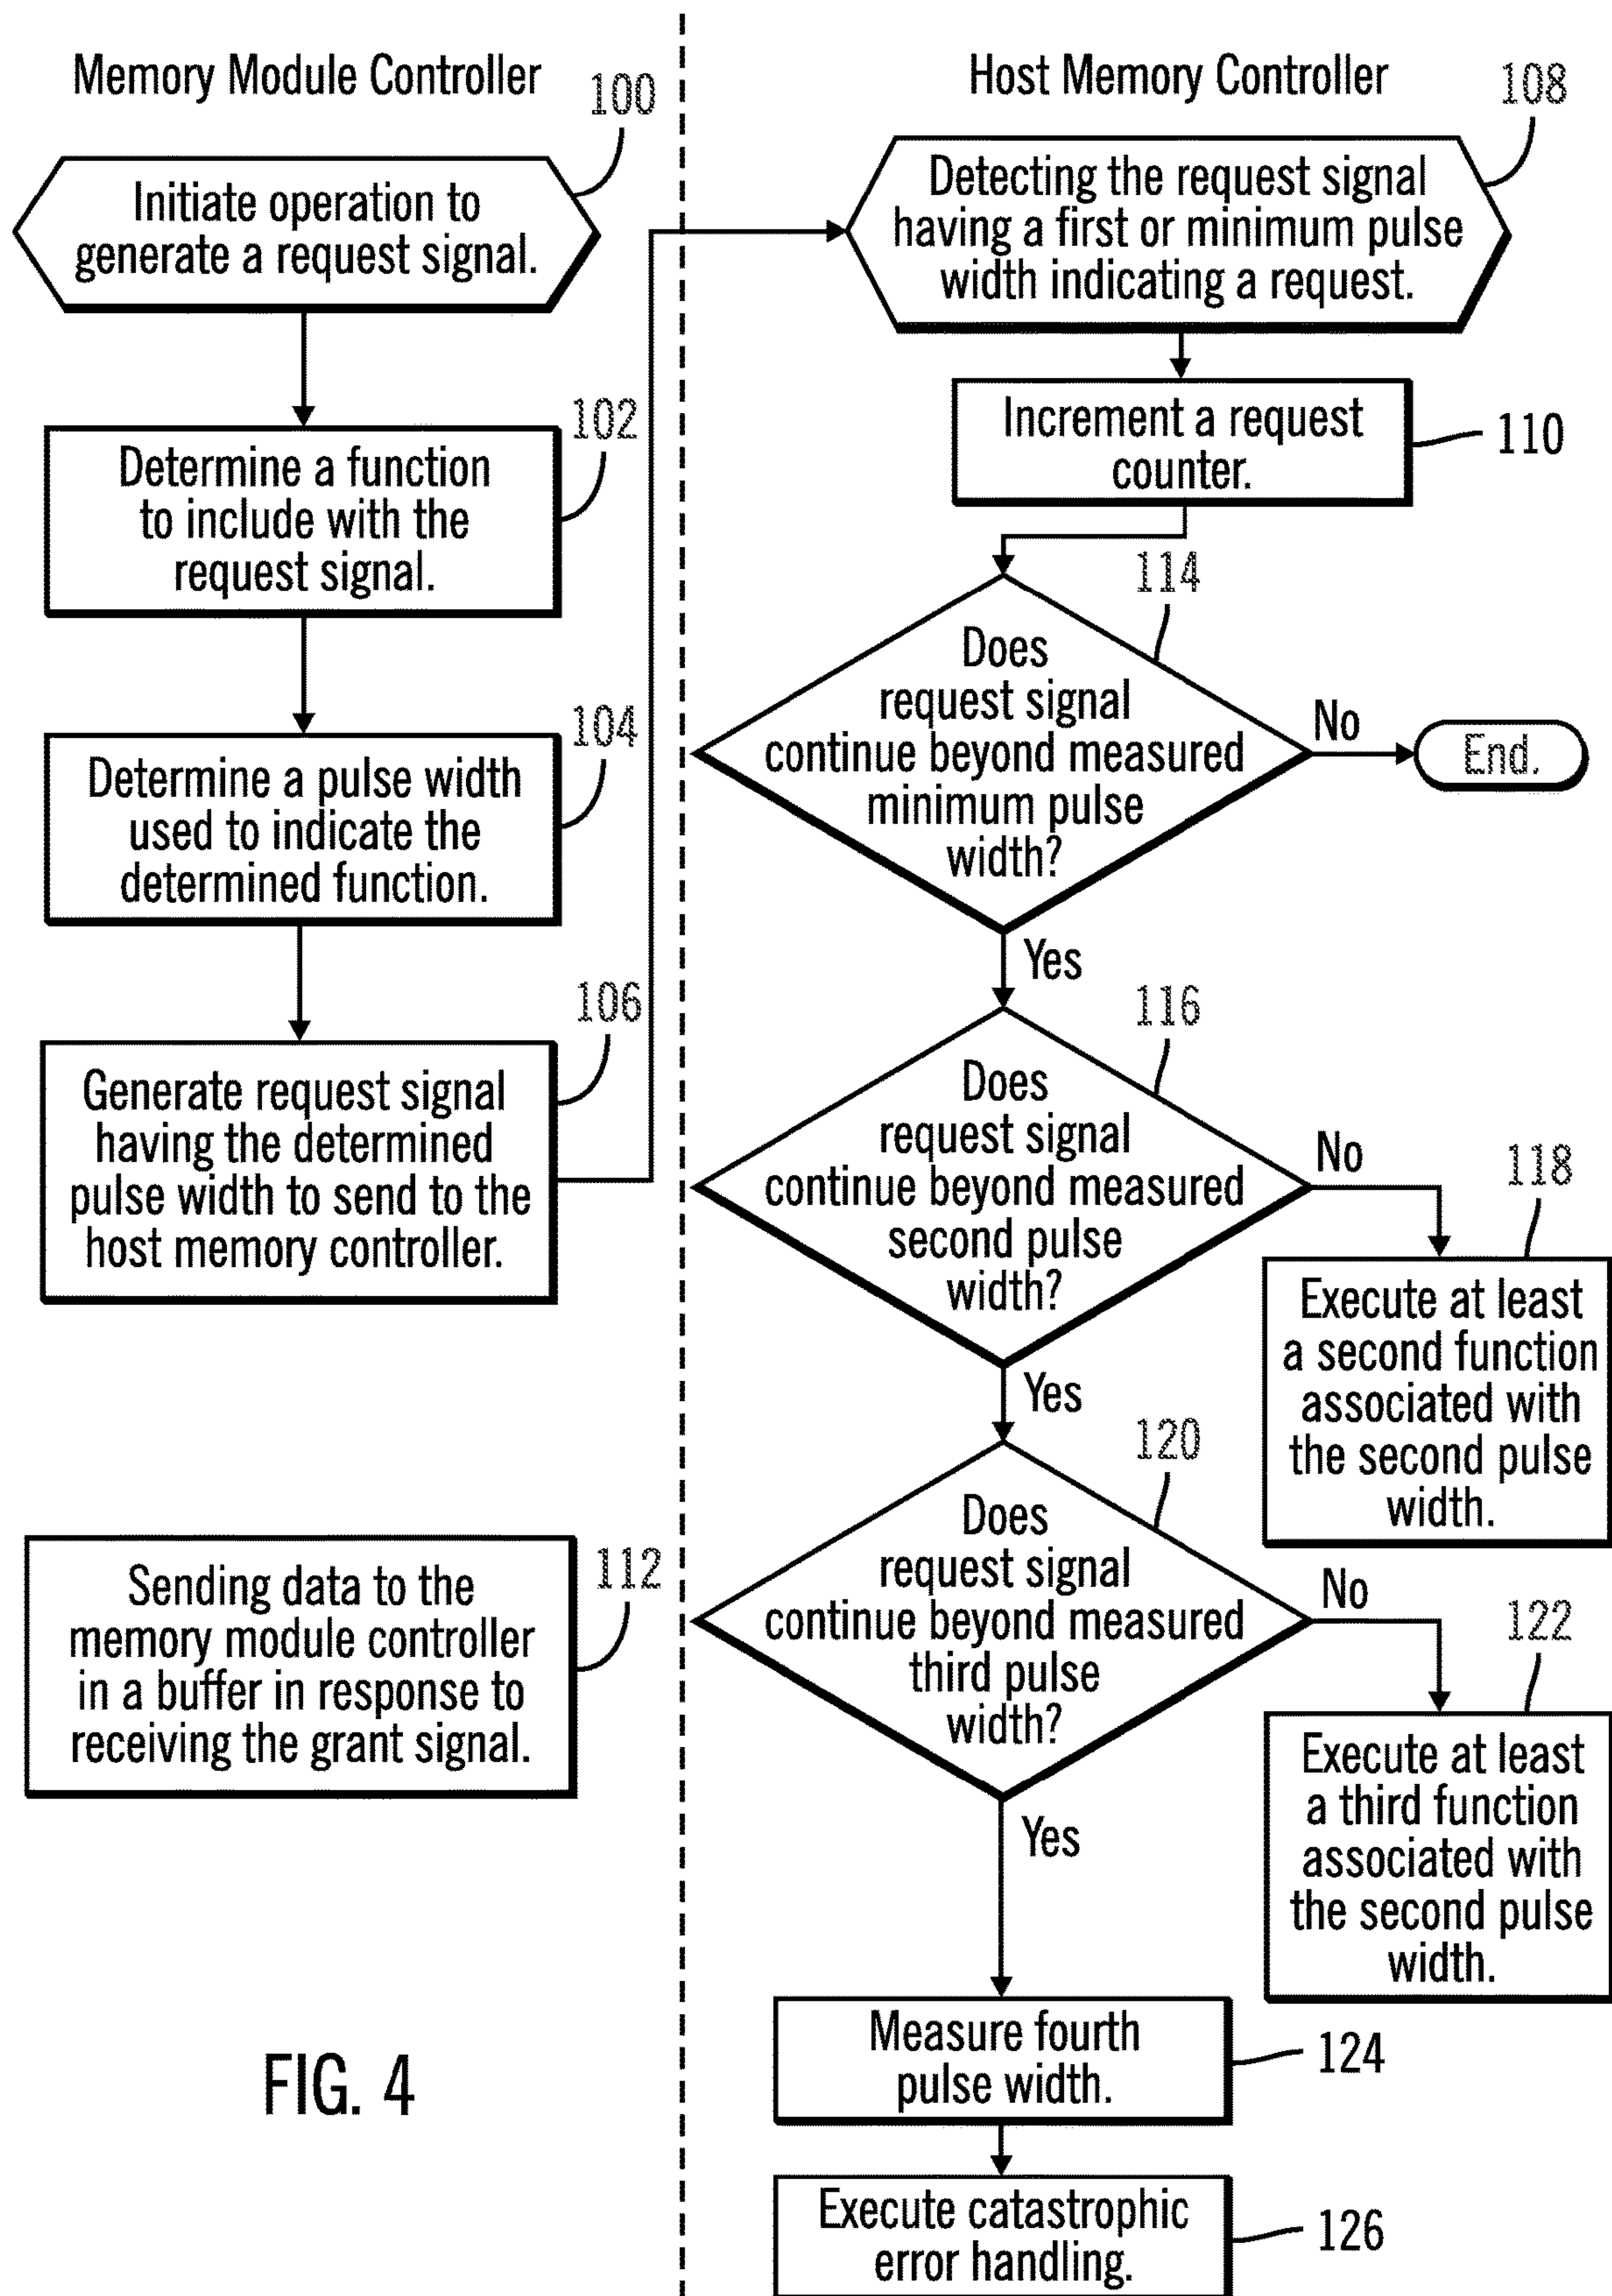 Memory Module Controller
100
Initiate operation to
generate a request signal.
102
Determine a function
to include with the
request signal.
104
Determine a pulse width
used to indicate the
determined function.
106
Generate request signal
having the determined
pulse width to send to the
host memory controller.
112
Sending data to the
memory module controller
in a buffer in response to
receiving the grant signal.
FIG. 4
Host Memory Controller
108
Detecting the request signal
having a first or minimum pulse
width indicating a request.
Increment a request
counter.
110
114
Does
request signal
continue beyond measured
minimum pulse
width?
No
End.
Yes
116
Does
request signal
continue beyond measured
second pulse
width?
No
118
Execute at least
a second function
associated with
the second pulse
width.
Yes
120
Does
request signal
continue beyond measured
third pulse
width?
No
122
Execute at least
a third function
associated with
the second pulse
width.
Yes
Measure fourth
pulse width.
124
Execute catastrophic
error handling.
126